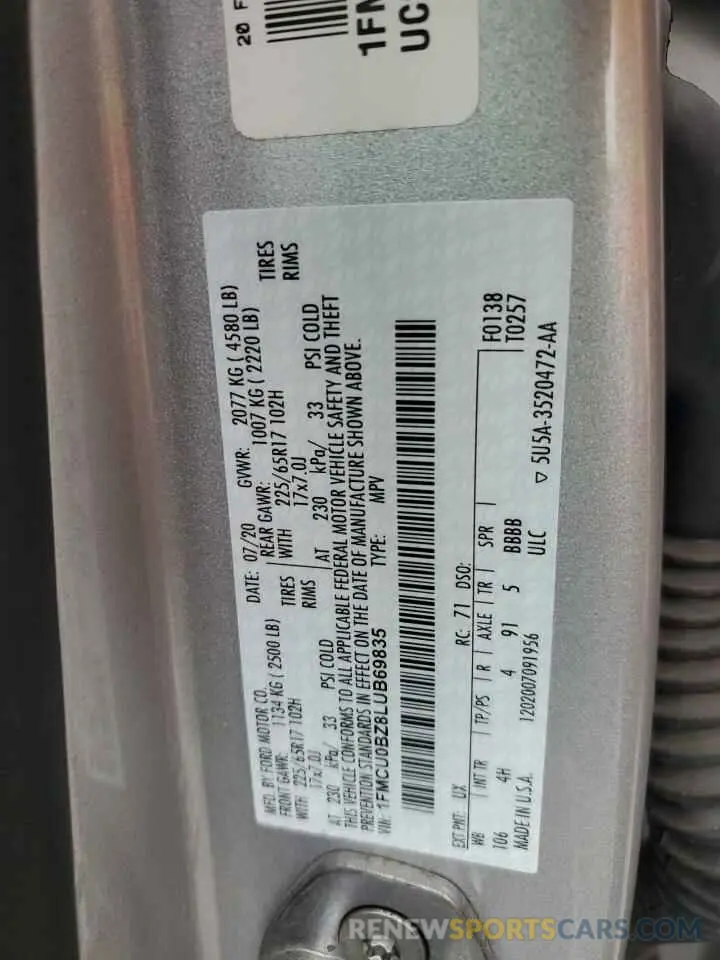 20 F
1FM
UC
MFD. BY FORD MOTOR CO.
DATE: 07/20 GVWR: 2077 KG ( 4580 LB)
FRONT GAWR: 1134 KG ( 2500 LB) REAR GAWR: 1007 KG ( 2220 LB)
WITH 225/65R17 102H TIRES WITH 225/65R17 102H TIRES
17x7.0J RIMS 17x7.0J RIMS
AT 230 kPa/ 33 PSI COLD AT 230 kPa/ 33 PSI COLD
THIS VEHICLE CONFORMS TO ALL APPLICABLE FEDERAL MOTOR VEHICLE SAFETY AND THEFT
PREVENTION STANDARDS IN EFFECT ON THE DATE OF MANUFACTURE SHOWN ABOVE.
VIN: 1FMCU0BZ8LUB69835 TYPE: MPV
EXT PNT: UX RC: 71 DSO:
WB INT TR TP/PS R AXLE TR SPR F0138
106 4H 4 91 5 BBBB T0257
MADE IN U.S.A. 1202007091956 ULC
▽ 5U5A-3520472-AA
RENEWSPORTSCARS.COM